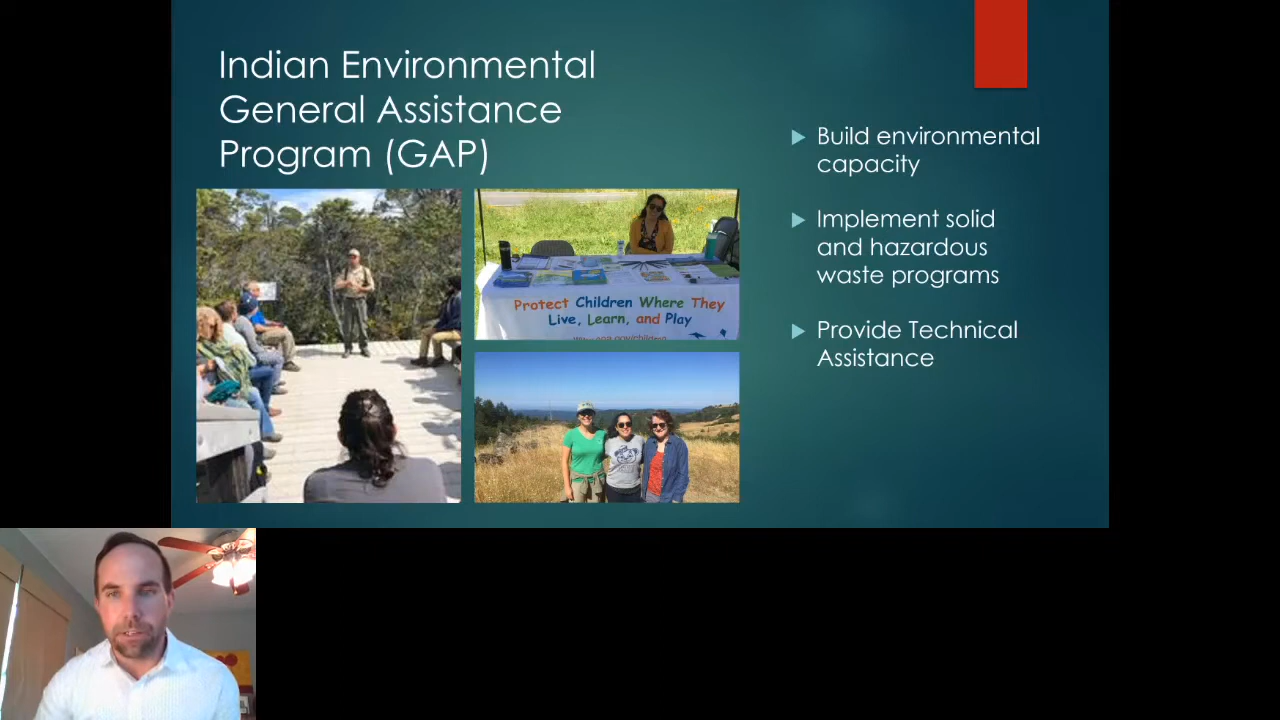 Indian Environmental
General Assistance
Program (GAP)
Build environmental
capacity
Implement solid
and hazardous
waste programs
Provide Technical
Assistance
Protect Children Where They
Live, Learn, and Play